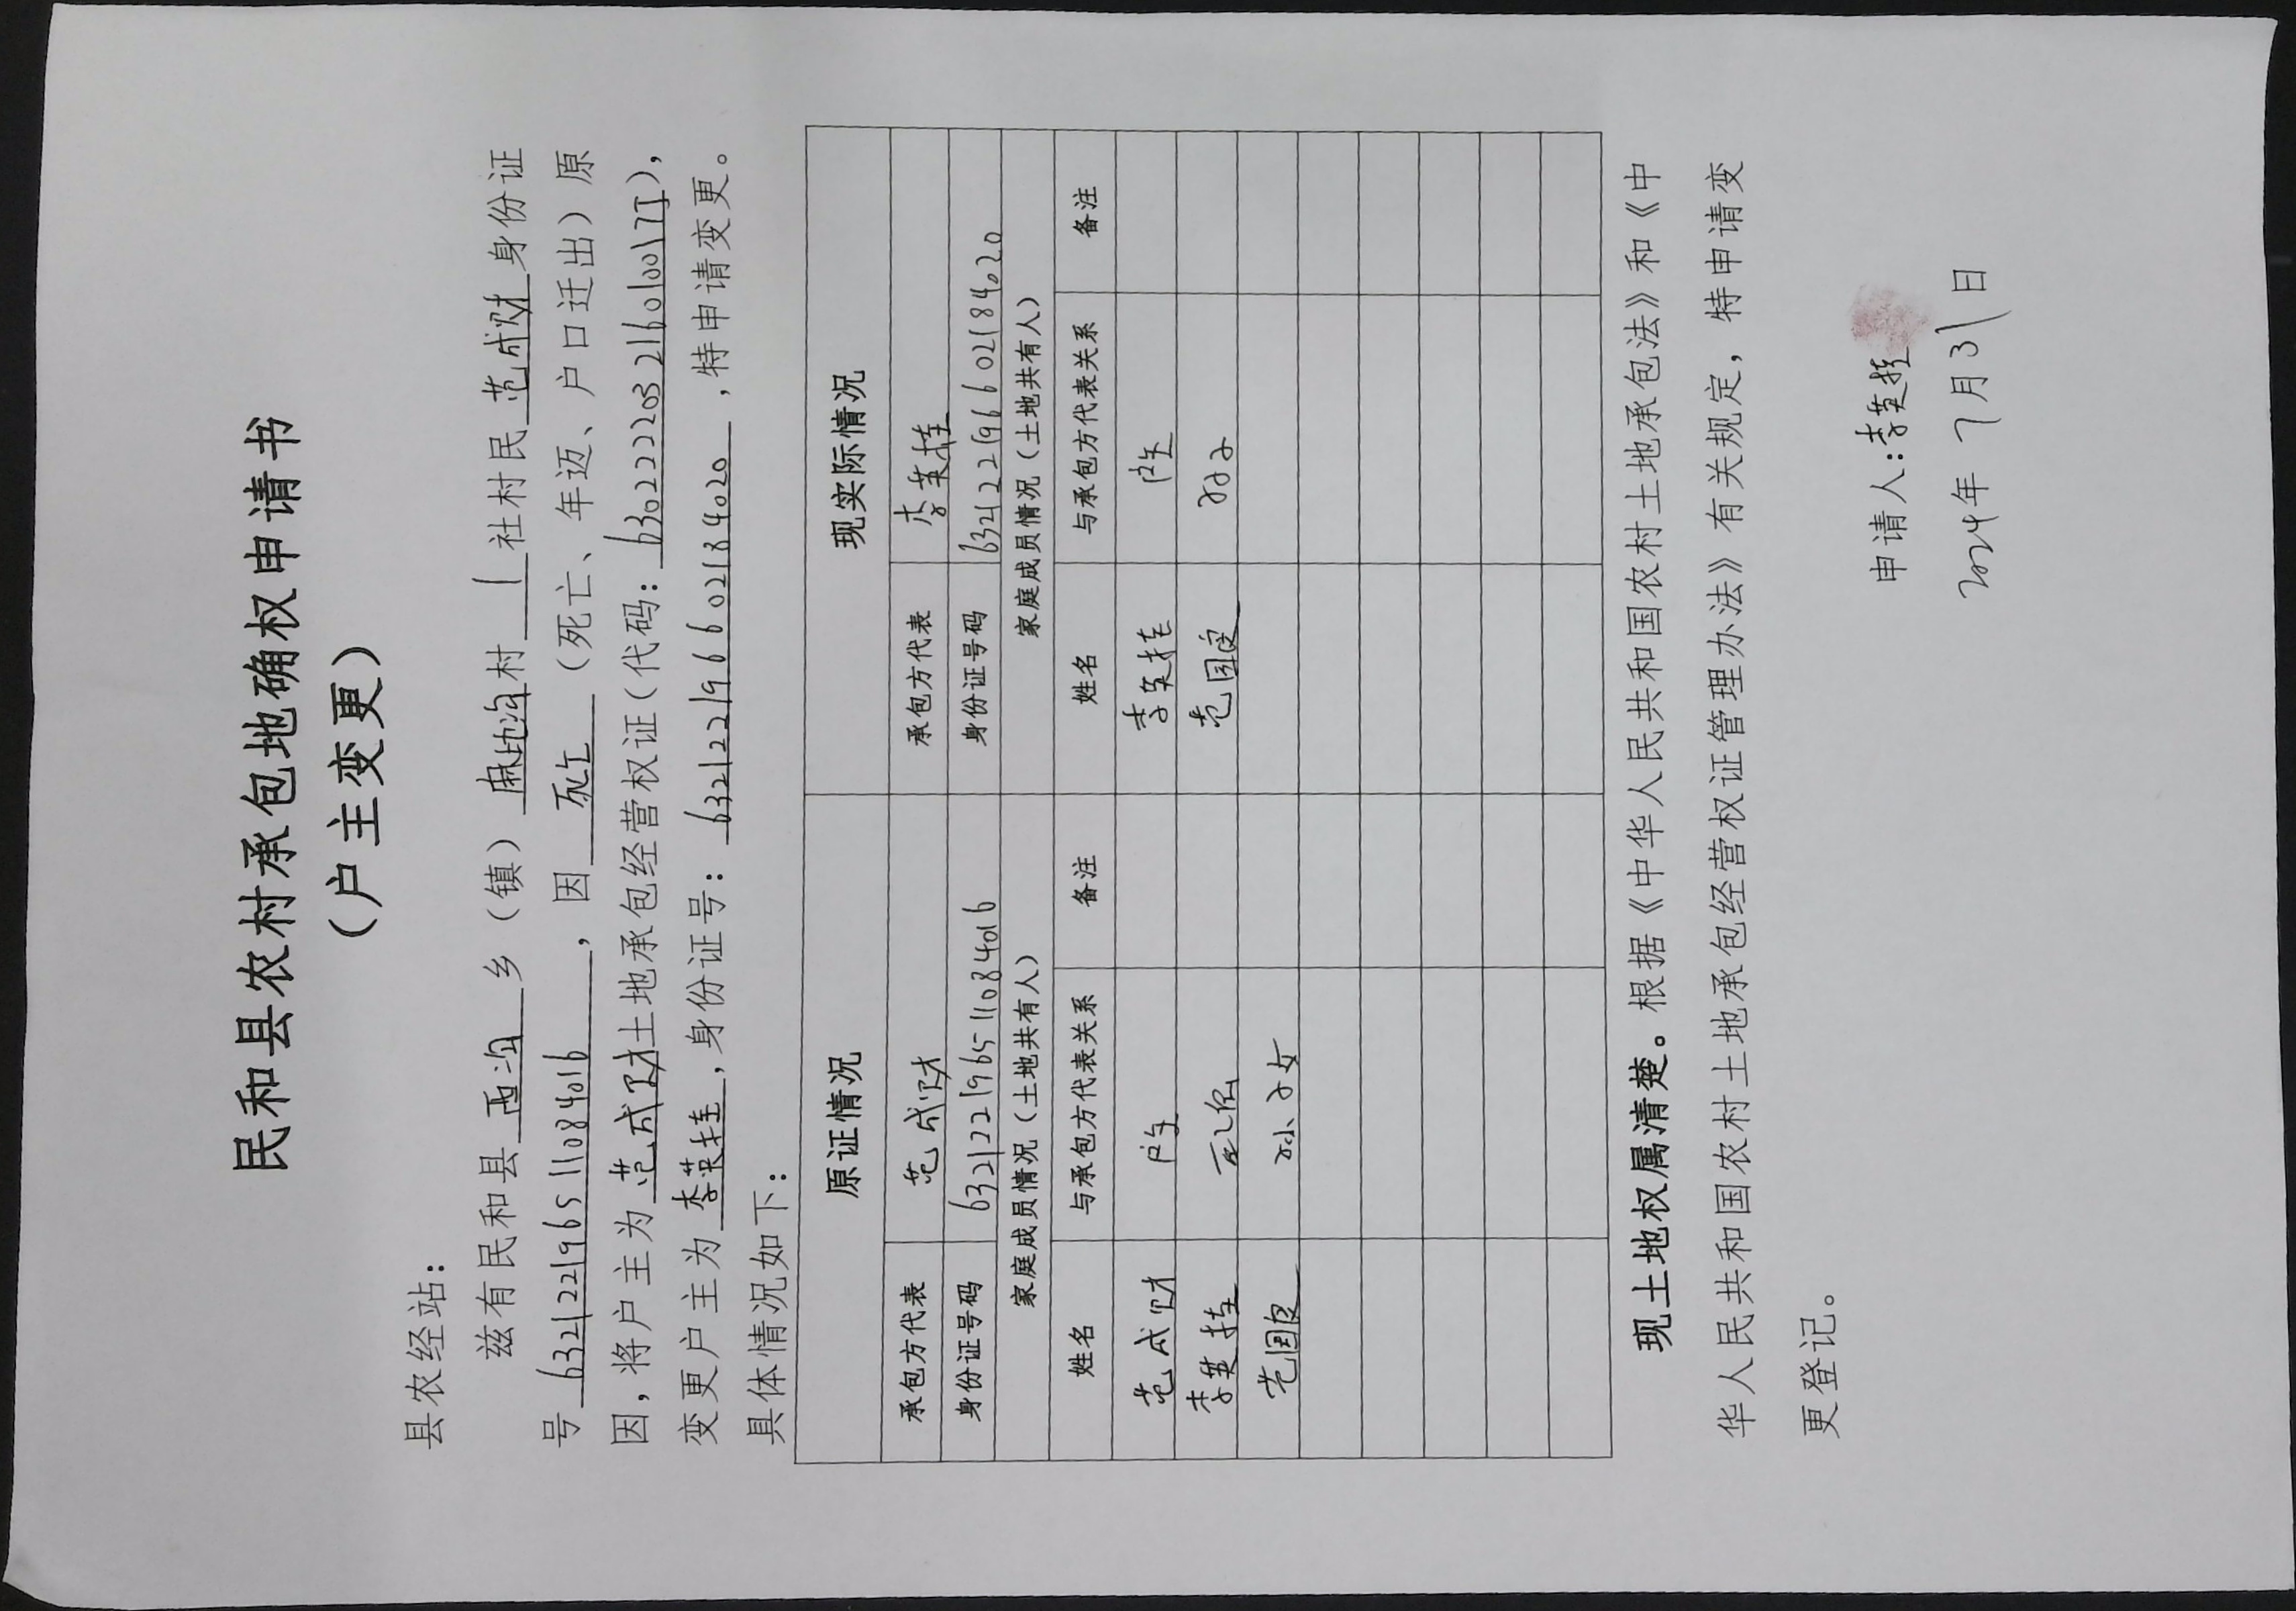 民和县农村承包地确权申请书
（户主变更）
县农经站：
兹有民和县 西沟 乡（镇） 麻地沟村 1 社村民 范成财 身份证
号 632122196511084016 ，因 死亡 （死亡、年迈、户口迁出）原
因，将户主为 范成财 土地承包经营权证（代码： 630222203216010017J ），
变更户主为 李英桂 ，身份证号： 632122196602184020 ，特申请变更。
具体情况如下：
原证情况 现实际情况
承包方代表 范成财 承包方代表 李英桂
身份证号码 632122196511084016 身份证号码 632122196602184020
家庭成员情况（土地共有人） 家庭成员情况（土地共有人）
姓名 与承包方代表关系 备注 姓名 与承包方代表关系 备注
范成财 户主 李英桂 户主
李英桂 配偶 范国定
范国定 孙子女
现土地权属清楚。根据《中华人民共和国农村土地承包法》和《中
华人民共和国农村土地承包经营权证管理办法》有关规定，特申请变
更登记。
申请人：李英桂
2024年 7月31日